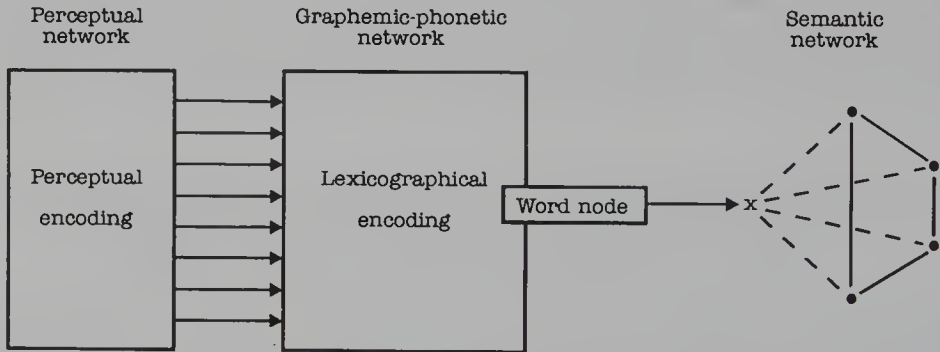 Perceptual
network
Graphemic-phonetic
network
Semantic
network
Perceptual
encoding
Lexicographical
encoding
Word node
x